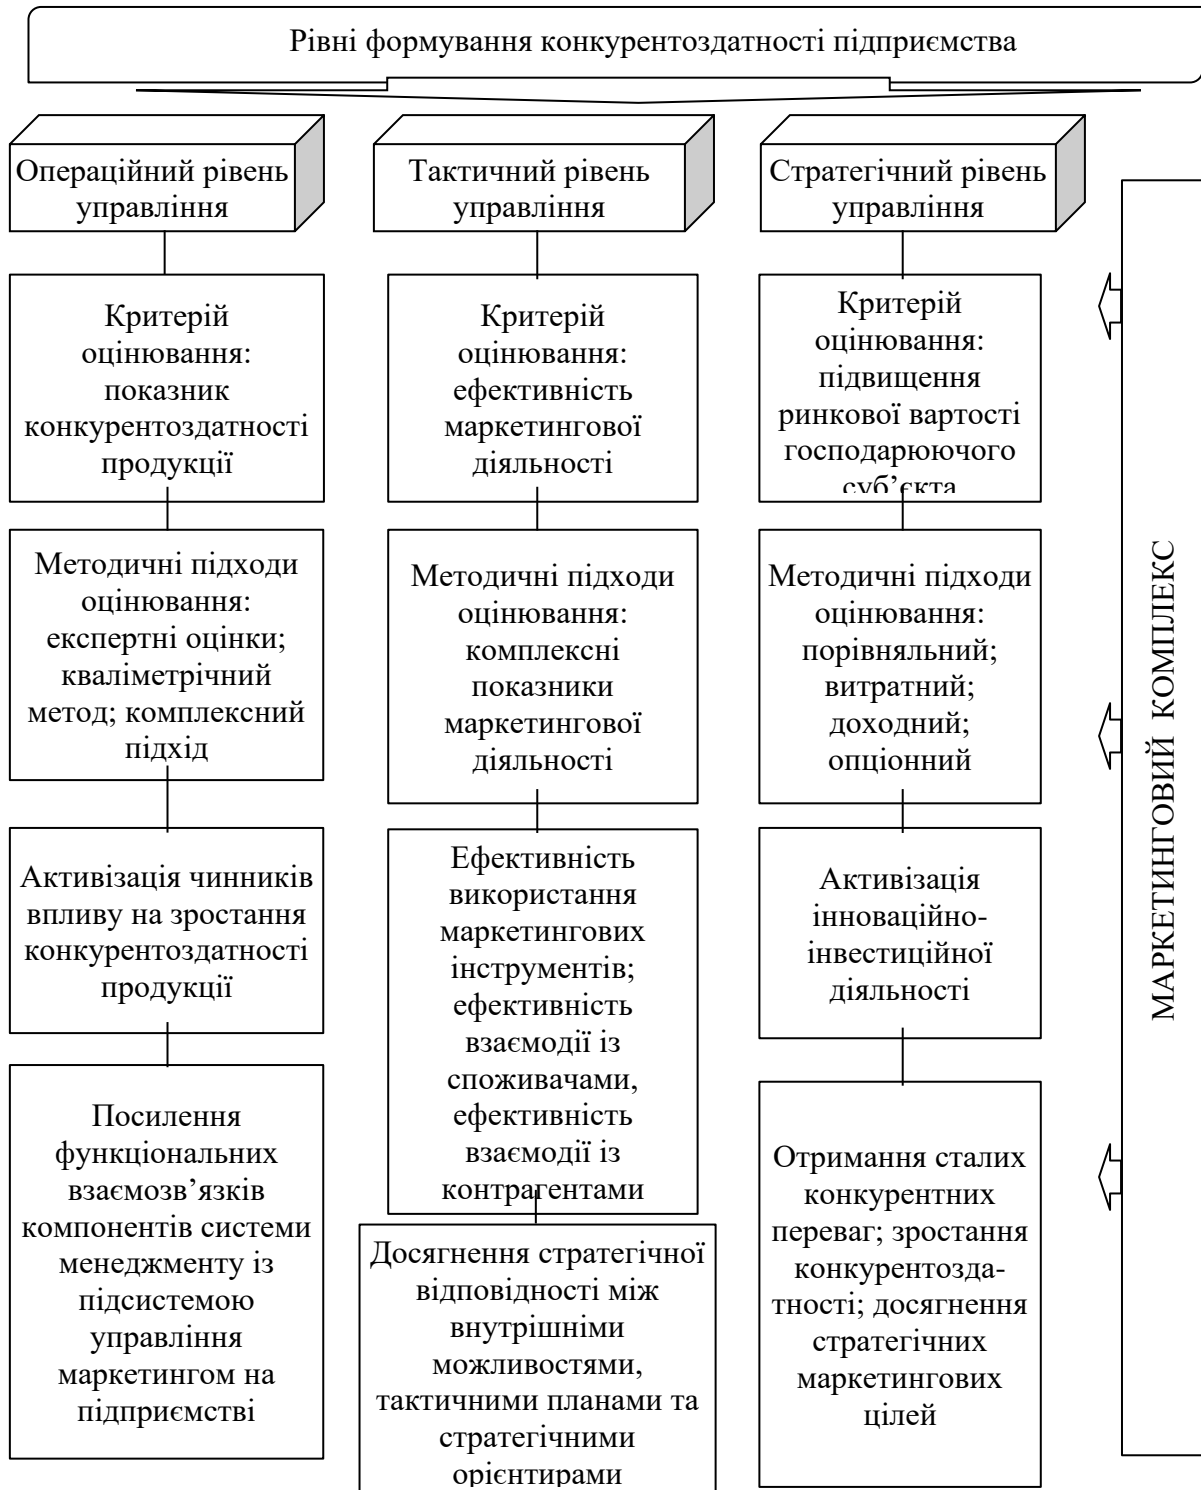 Рівні формування конкурентоздатності підприємства
Операційний рівень
управління
Критерій
оцінювання:
показник
конкурентоздатності
продукції
Методичні підходи
оцінювання:
експертні оцінки;
кваліметрічний
метод; комплексний
підхід
Активізація чинників
впливу на зростання
конкурентоздатності
продукції
Посилення
функціональних
взаємозв’язків
компонентів системи
менеджменту із
підсистемою
управління
маркетингом на
підприємстві
Тактичний рівень
управління
Критерій
оцінювання:
ефективність
маркетингової
діяльності
Методичні підходи
оцінювання:
комплексні
показники
маркетингової
діяльності
Ефективність
використання
маркетингових
інструментів;
ефективність
взаємодії із
споживачами,
ефективність
взаємодії із
контрагентами
Досягнення стратегічної
відповідності між
внутрішніми
можливостями,
тактичними планами та
стратегічними
орієнтирами
Стратегічний рівень
управління
Критерій
оцінювання:
підвищення
ринкової вартості
господарюючого
суб’єкта
Методичні підходи
оцінювання:
порівняльний;
витратний;
доходний;
опціонний
Активізація
інноваційно-
інвестиційної
діяльності
Отримання сталих
конкурентних
переваг; зростання
конкурентозда-
тності; досягнення
стратегічних
маркетингових
цілей
МАРКЕТИНГОВИЙ КОМПЛЕКС